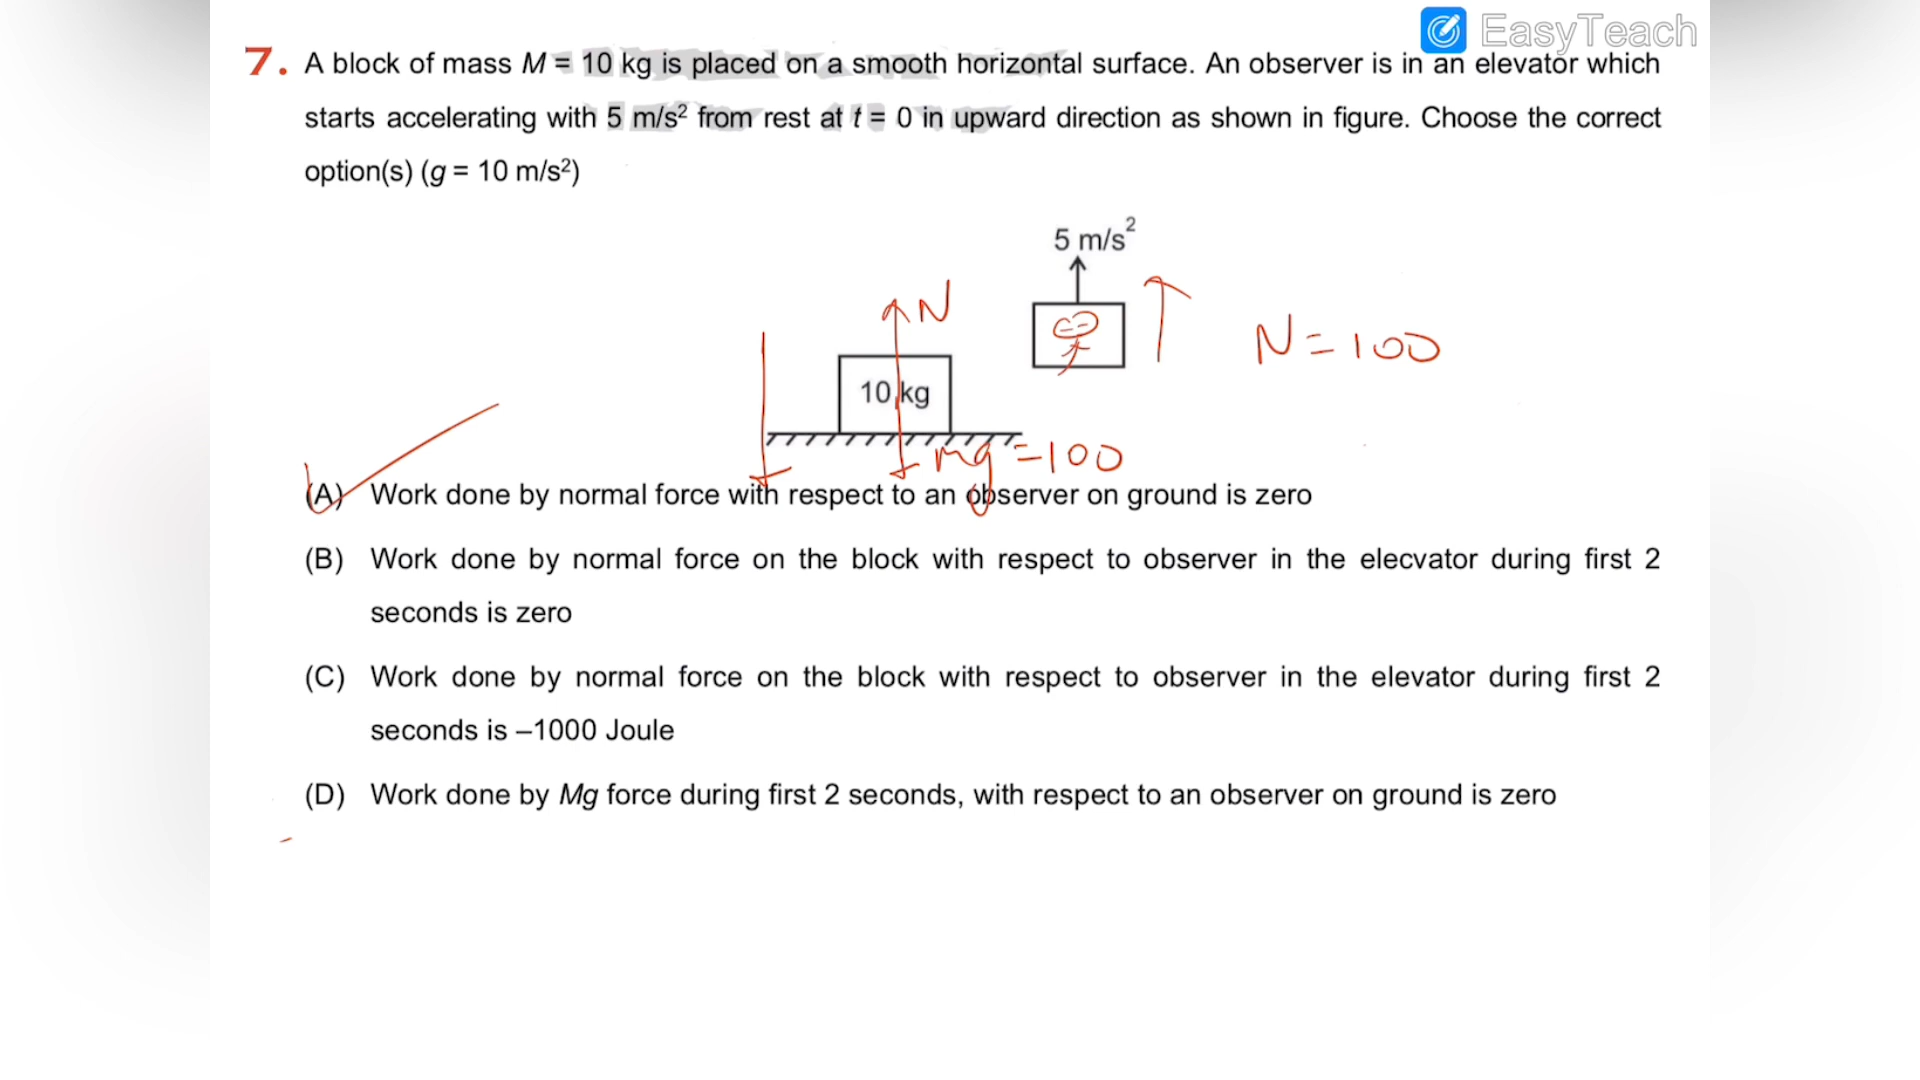 EasyTeach
7. A block of mass M = 10 kg is placed on a smooth horizontal surface. An observer is in an elevator which
starts accelerating with 5 m/s² from rest at t = 0 in upward direction as shown in figure. Choose the correct
option(s) (g = 10 m/s²)
5 m/s²
N
N = 100
10 kg
mg = 100
(A) Work done by normal force with respect to an observer on ground is zero
(B) Work done by normal force on the block with respect to observer in the elecvator during first 2
seconds is zero
(C) Work done by normal force on the block with respect to observer in the elevator during first 2
seconds is –1000 Joule
(D) Work done by Mg force during first 2 seconds, with respect to an observer on ground is zero